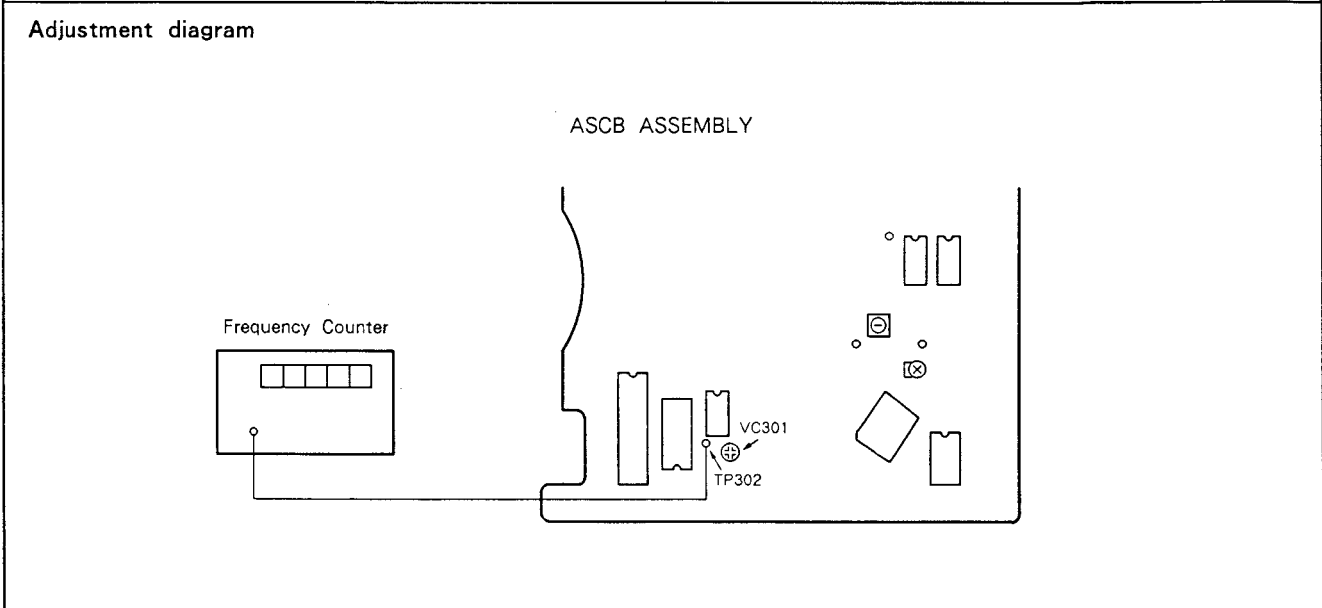 Adjustment diagram
ASCB ASSEMBLY
Frequency Counter
VC301
TP302